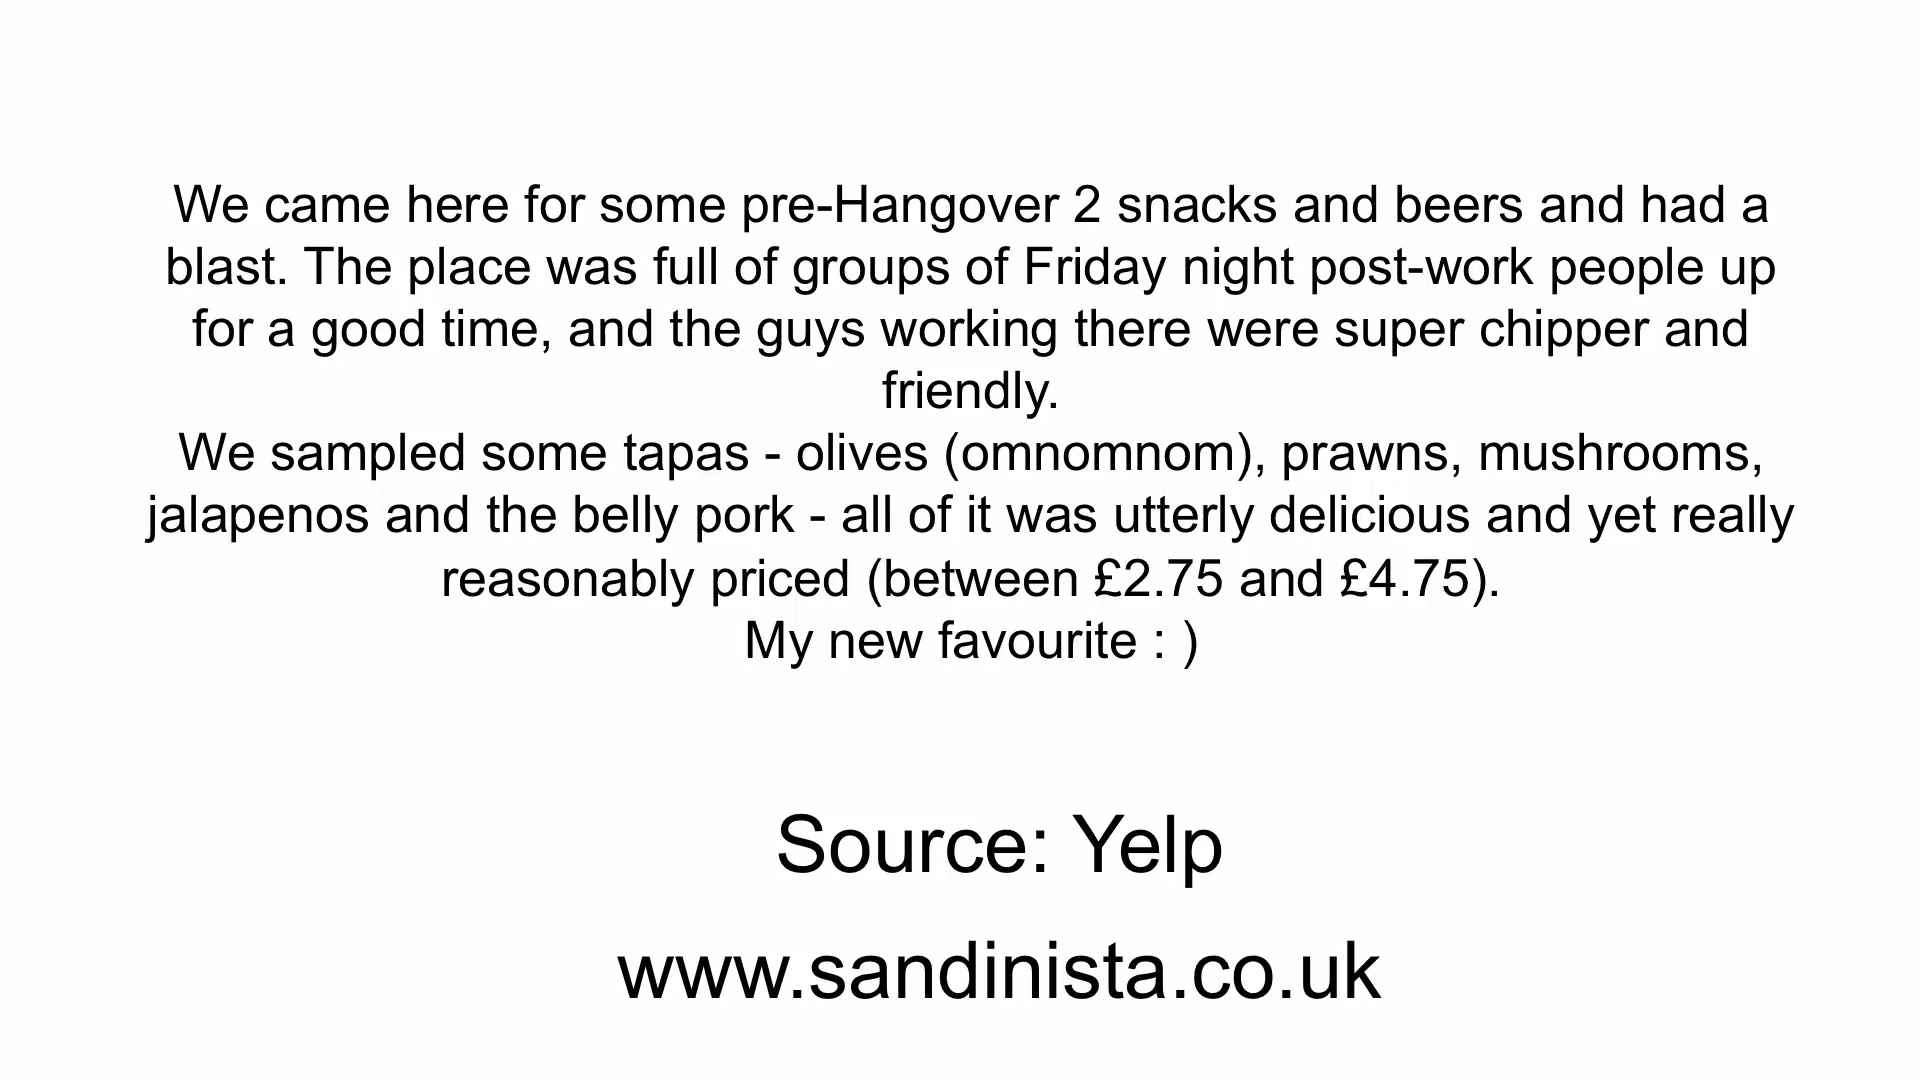 We came here for some pre-Hangover 2 snacks and beers and had a
blast. The place was full of groups of Friday night post-work people up
for a good time, and the guys working there were super chipper and
friendly.
We sampled some tapas - olives (omnomnom), prawns, mushrooms,
jalapenos and the belly pork - all of it was utterly delicious and yet really
reasonably priced (between £2.75 and £4.75).
My new favourite : )
Source: Yelp
www.sandinista.co.uk